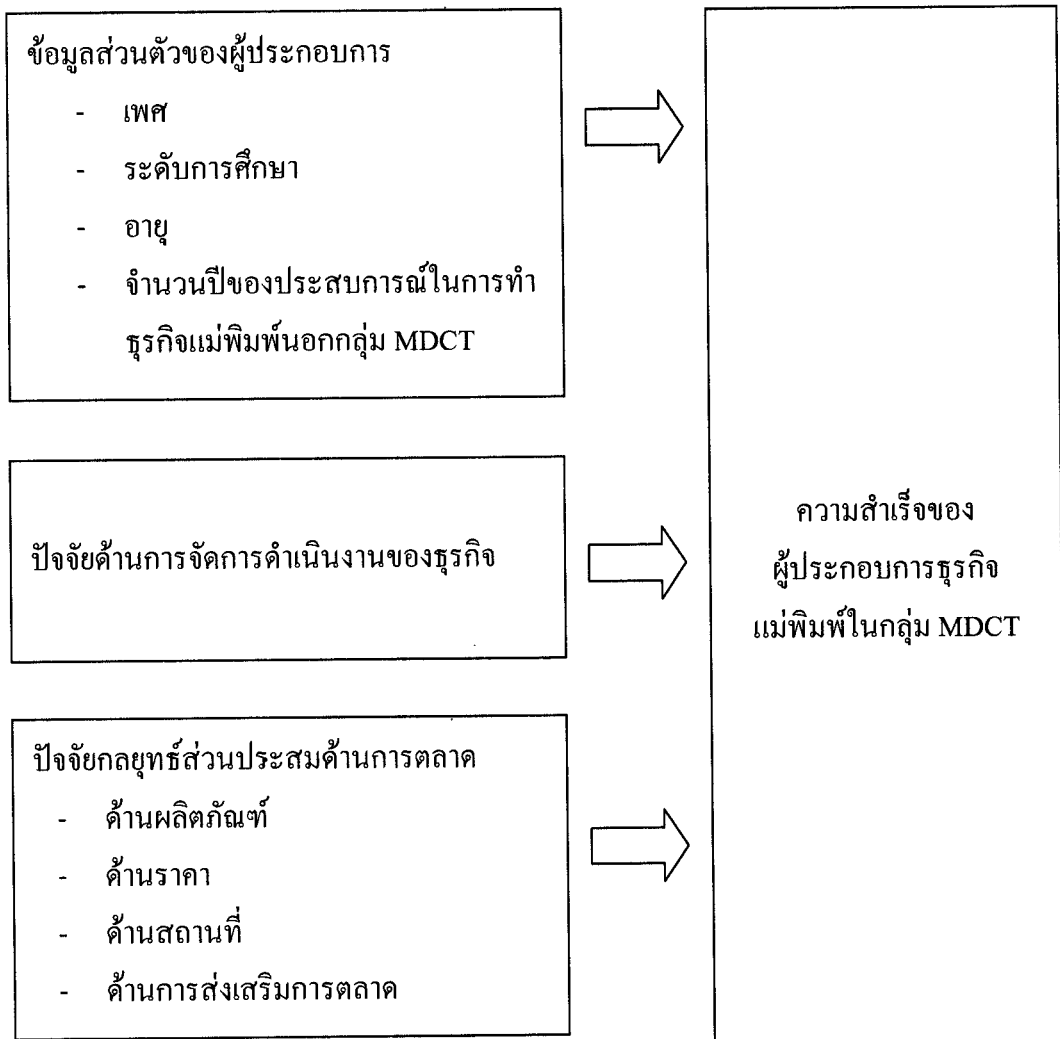 ข้อมูลส่วนตัวของผู้ประกอบการ
- เพศ
- ระดับการศึกษา
- อายุ
- จำนวนปีของประสบการณ์ในการทำ
ธุรกิจแม่พิมพ์นอกกลุ่ม MDCT
ปัจจัยด้านการจัดการดำเนินงานของธุรกิจ
ปัจจัยกลยุทธ์ส่วนประสมด้านการตลาด
- ด้านผลิตภัณฑ์
- ด้านราคา
- ด้านสถานที่
- ด้านการส่งเสริมการตลาด
ความสำเร็จของ
ผู้ประกอบการธุรกิจ
แม่พิมพ์ในกลุ่ม MDCT